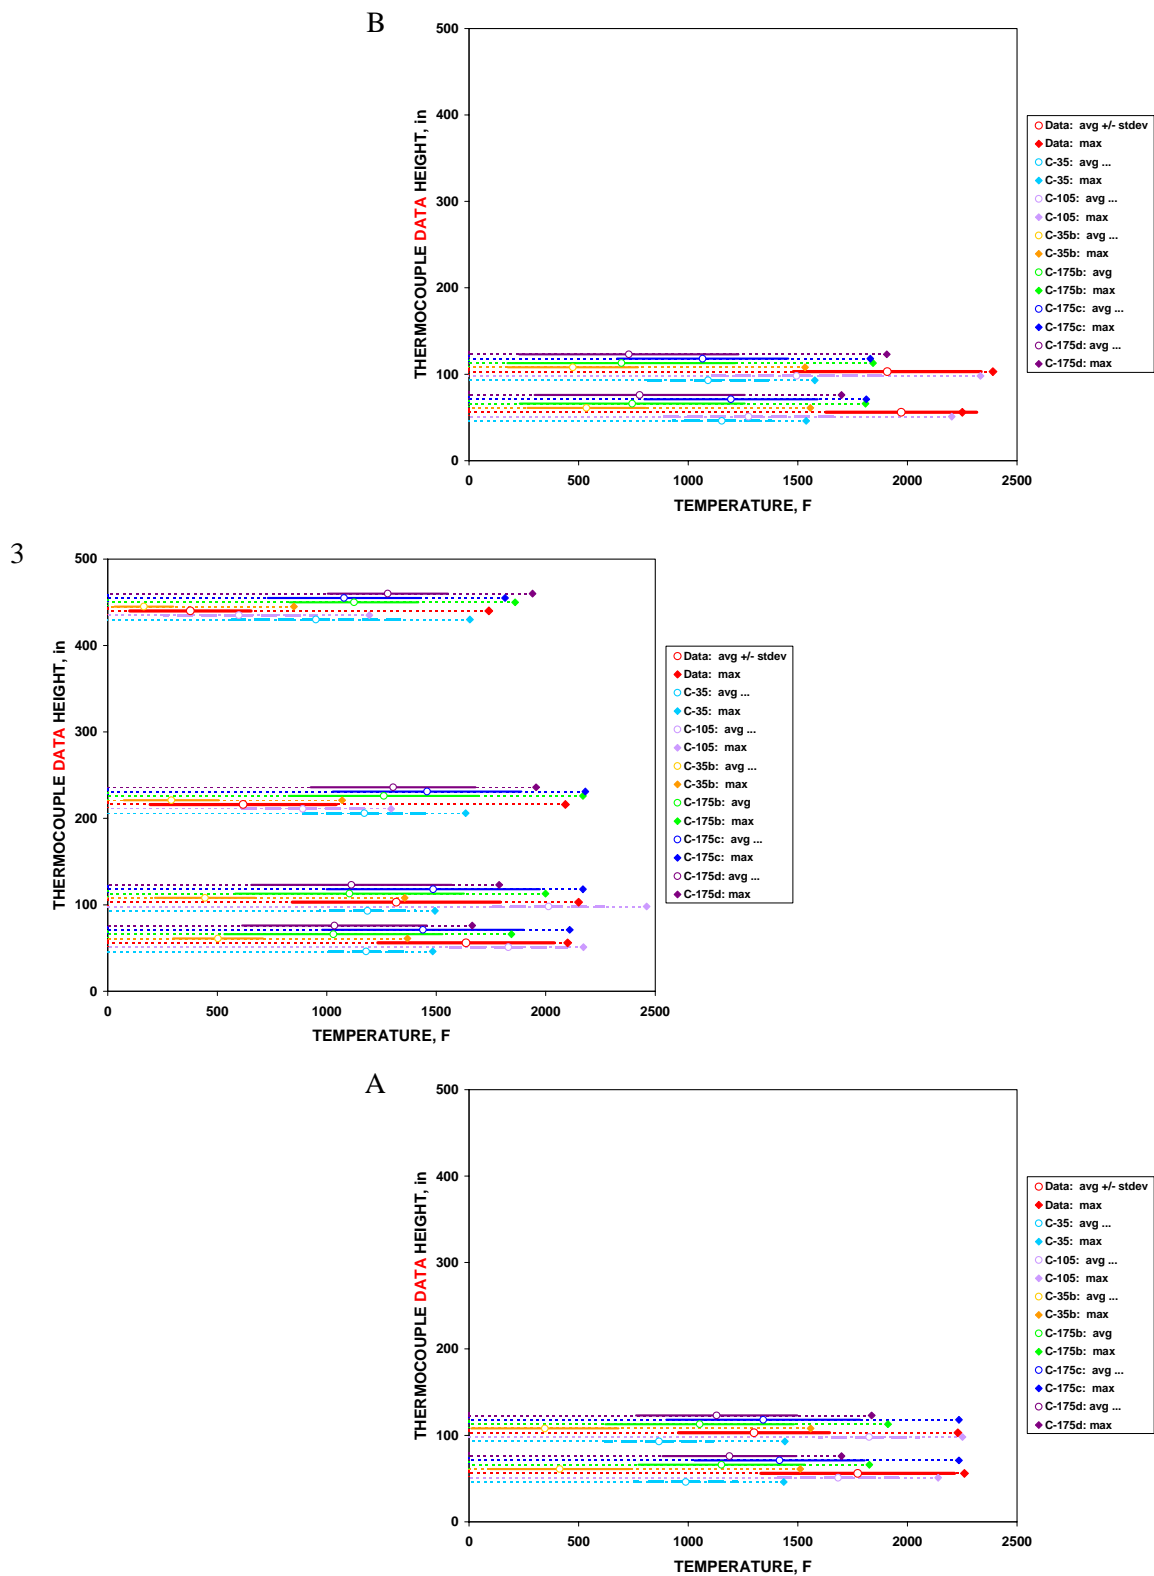 B
500
400
300
200
100
0
THERMOCOUPLE DATA HEIGHT, in
0 500 1000 1500 2000 2500
TEMPERATURE, F
Data: avg +/- stdev
Data: max
C-35: avg ...
C-35: max
C-105: avg ...
C-105: max
C-35b: avg ...
C-35b: max
C-175b: avg
C-175b: max
C-175c: avg ...
C-175c: max
C-175d: avg ...
C-175d: max
3
500
400
300
200
100
0
THERMOCOUPLE DATA HEIGHT, in
0 500 1000 1500 2000 2500
TEMPERATURE, F
Data: avg +/- stdev
Data: max
C-35: avg ...
C-35: max
C-105: avg ...
C-105: max
C-35b: avg ...
C-35b: max
C-175b: avg
C-175b: max
C-175c: avg ...
C-175c: max
C-175d: avg ...
C-175d: max
A
500
400
300
200
100
0
THERMOCOUPLE DATA HEIGHT, in
0 500 1000 1500 2000 2500
TEMPERATURE, F
Data: avg +/- stdev
Data: max
C-35: avg ...
C-35: max
C-105: avg ...
C-105: max
C-35b: avg ...
C-35b: max
C-175b: avg
C-175b: max
C-175c: avg ...
C-175c: max
C-175d: avg ...
C-175d: max